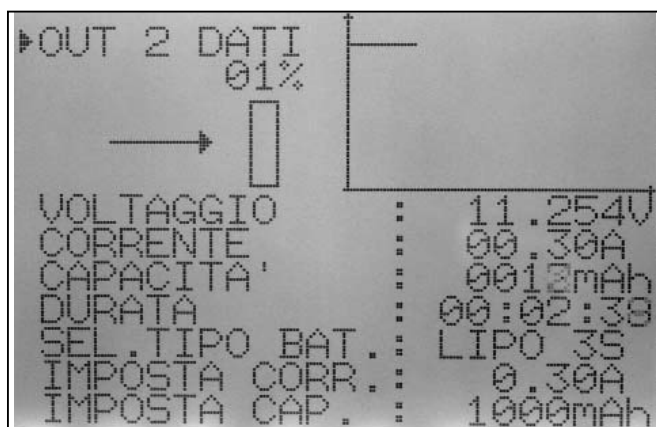 OUT 2 DATI
01%
VOLTAGGIO : 11.254V
CORRENTE : 00.30A
CAPACITA' :
DURATA : 00:02:39
SEL.TIPO BAT.: LIPO 3S
IMPOSTA CORR.: 0.30A
IMPOSTA CAP. : 1000mAh